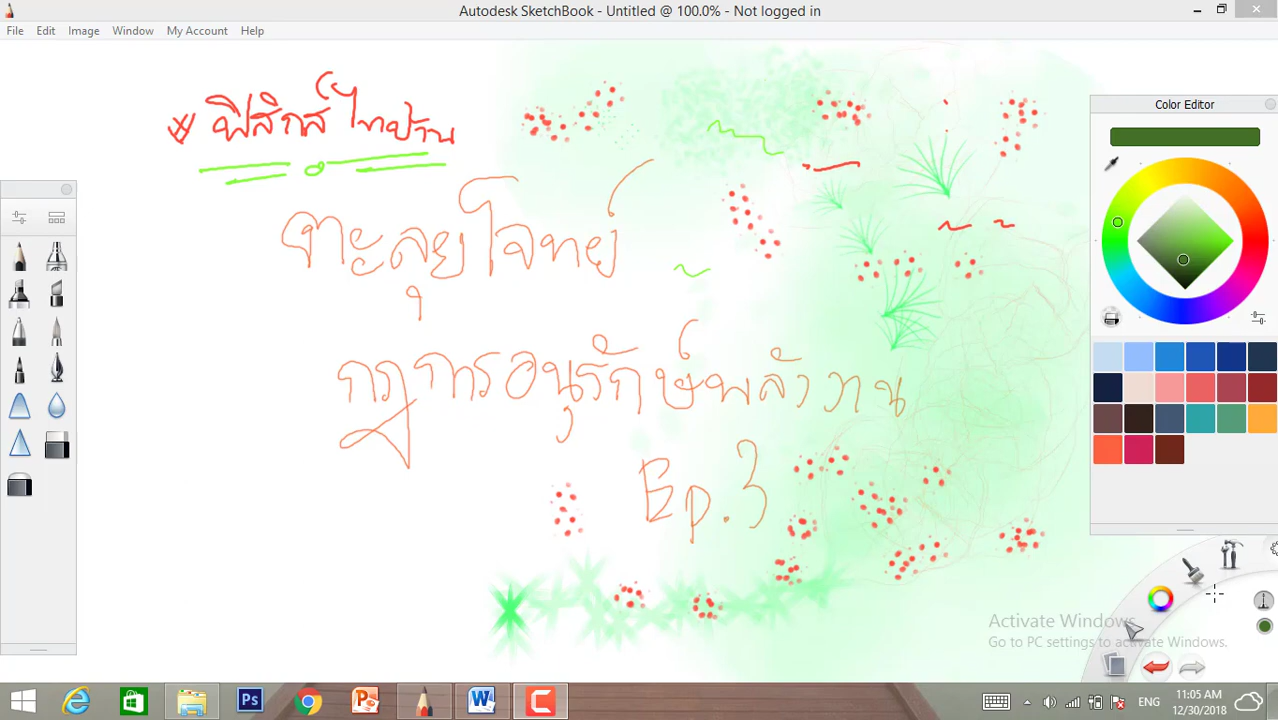 Autodesk SketchBook - Untitled @ 100.0% - Not logged in
File Edit Image Window My Account Help
Color Editor
# ฟิสิกส์ ไทบ้าน
ทะลุยโจทย์
กฎการอนุรักษ์พลังงาน
Ep.3
Activate Windows
Go to PC settings to activate Windows.
Ps
ENG
11:05 AM
12/30/2018